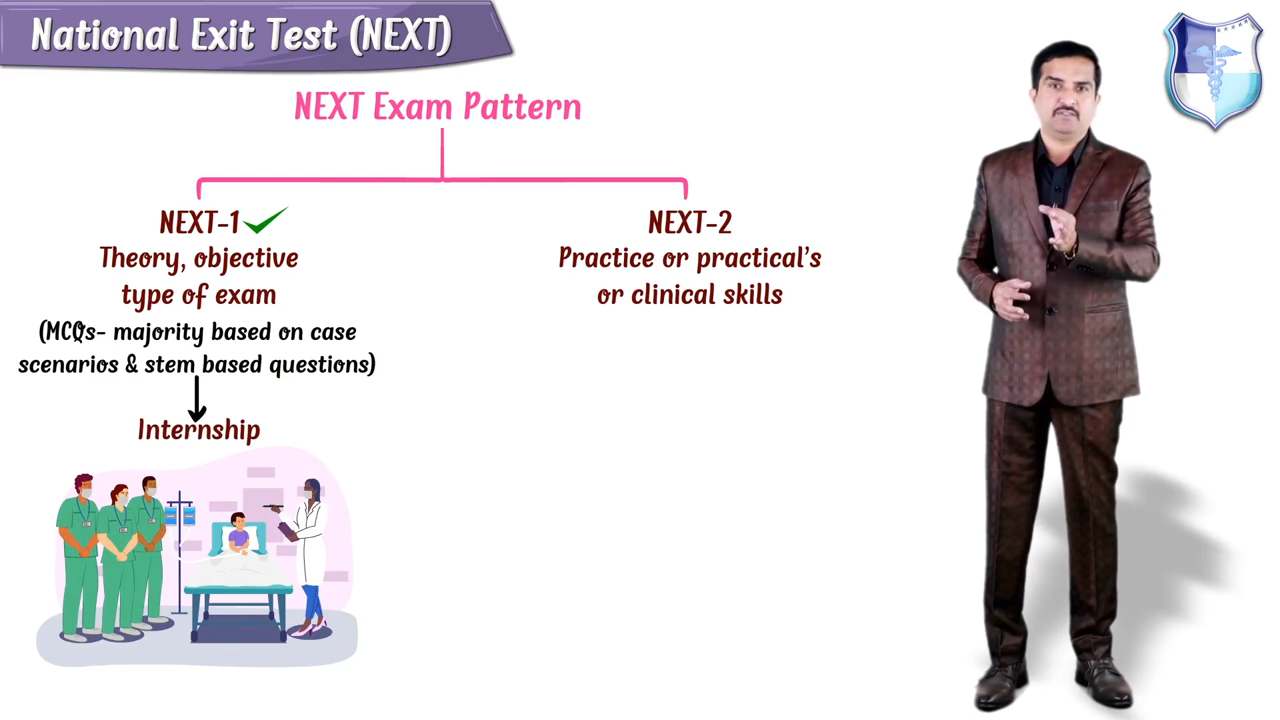 National Exit Test (NEXT)
NEXT Exam Pattern
NEXT-1
Theory, objective
type of exam
(MCQs- majority based on case
scenarios & stem based questions)
Internship
NEXT-2
Practice or practical's
or clinical skills